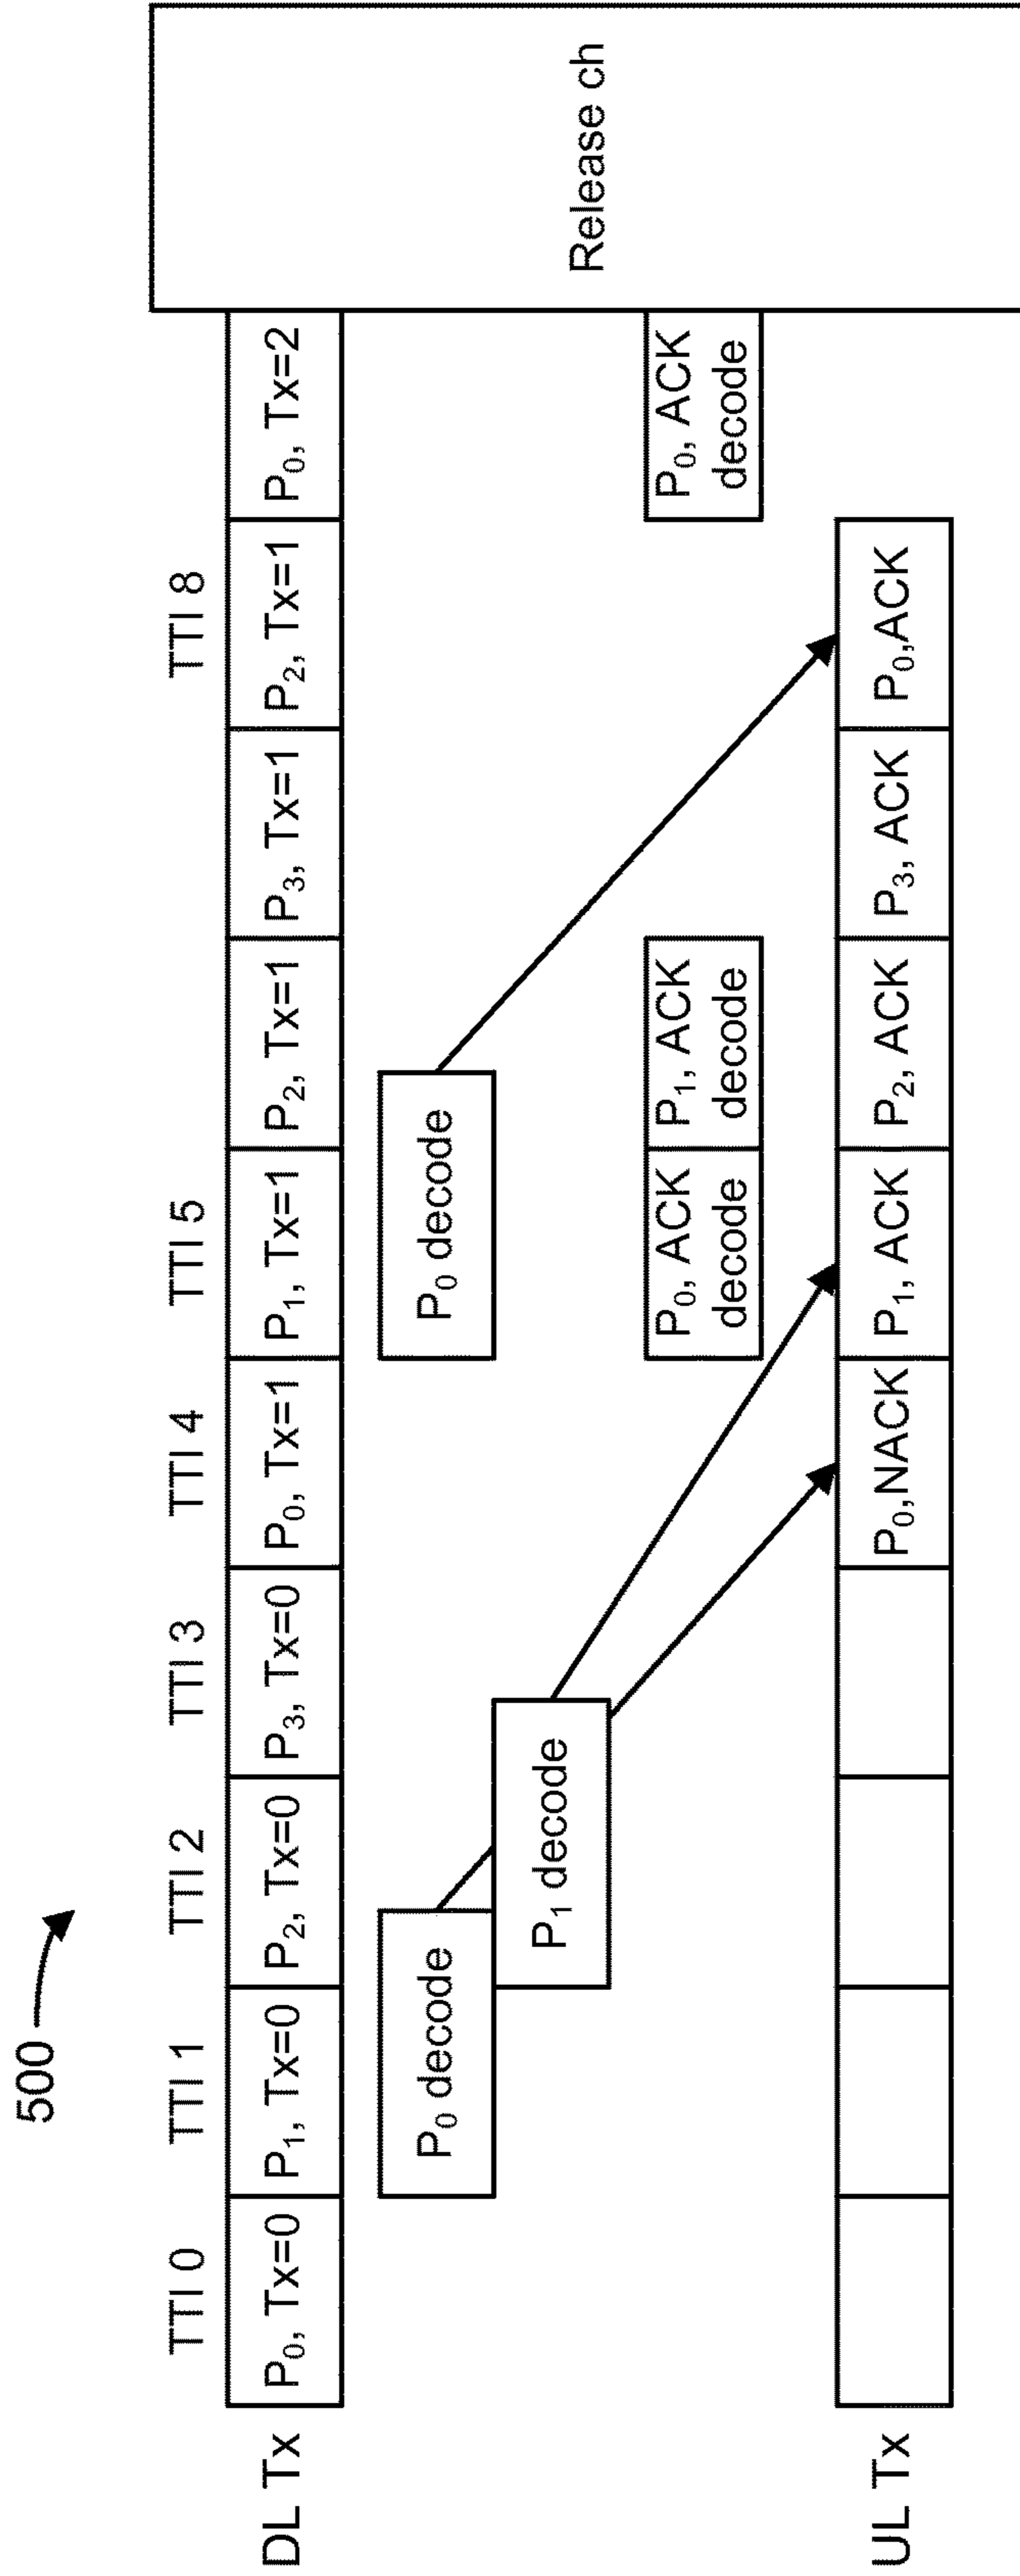 500
TTI 0 TTI 1 TTI 2 TTI 3 TTI 4 TTI 5 TTI 8
DL Tx P₀, Tx=0 P₁, Tx=0 P₂, Tx=0 P₃, Tx=0 P₀, Tx=1 P₁, Tx=1 P₂, Tx=1 P₃, Tx=1 P₂, Tx=1 P₀, Tx=2
P₀ decode P₀ decode
P₁ decode
Release ch
P₀, ACK P₁, ACK P₀, ACK
decode decode decode
UL Tx P₀,NACK P₁, ACK P₂, ACK P₃, ACK P₀,ACK